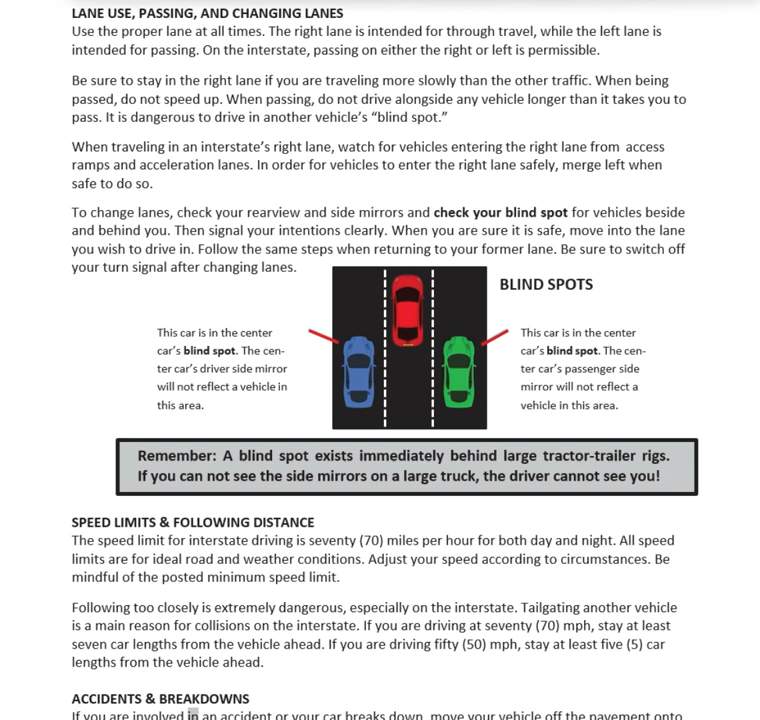 LANE USE, PASSING, AND CHANGING LANES
Use the proper lane at all times. The right lane is intended for through travel, while the left lane is
intended for passing. On the interstate, passing on either the right or left is permissible.
Be sure to stay in the right lane if you are traveling more slowly than the other traffic. When being
passed, do not speed up. When passing, do not drive alongside any vehicle longer than it takes you to
pass. It is dangerous to drive in another vehicle's “blind spot.”
When traveling in an interstate's right lane, watch for vehicles entering the right lane from access
ramps and acceleration lanes. In order for vehicles to enter the right lane safely, merge left when
safe to do so.
To change lanes, check your rearview and side mirrors and check your blind spot for vehicles beside
and behind you. Then signal your intentions clearly. When you are sure it is safe, move into the lane
you wish to drive in. Follow the same steps when returning to your former lane. Be sure to switch off
your turn signal after changing lanes.
BLIND SPOTS
This car is in the center
car's blind spot. The cen-
ter car's driver side mirror
will not reflect a vehicle in
this area.
This car is in the center
car's blind spot. The cen-
ter car's passenger side
mirror will not reflect a
vehicle in this area.
Remember: A blind spot exists immediately behind large tractor-trailer rigs.
If you can not see the side mirrors on a large truck, the driver cannot see you!
SPEED LIMITS & FOLLOWING DISTANCE
The speed limit for interstate driving is seventy (70) miles per hour for both day and night. All speed
limits are for ideal road and weather conditions. Adjust your speed according to circumstances. Be
mindful of the posted minimum speed limit.
Following too closely is extremely dangerous, especially on the interstate. Tailgating another vehicle
is a main reason for collisions on the interstate. If you are driving at seventy (70) mph, stay at least
seven car lengths from the vehicle ahead. If you are driving fifty (50) mph, stay at least five (5) car
lengths from the vehicle ahead.
ACCIDENTS & BREAKDOWNS
If you are involved in an accident or your car breaks down, move your vehicle off the pavement onto